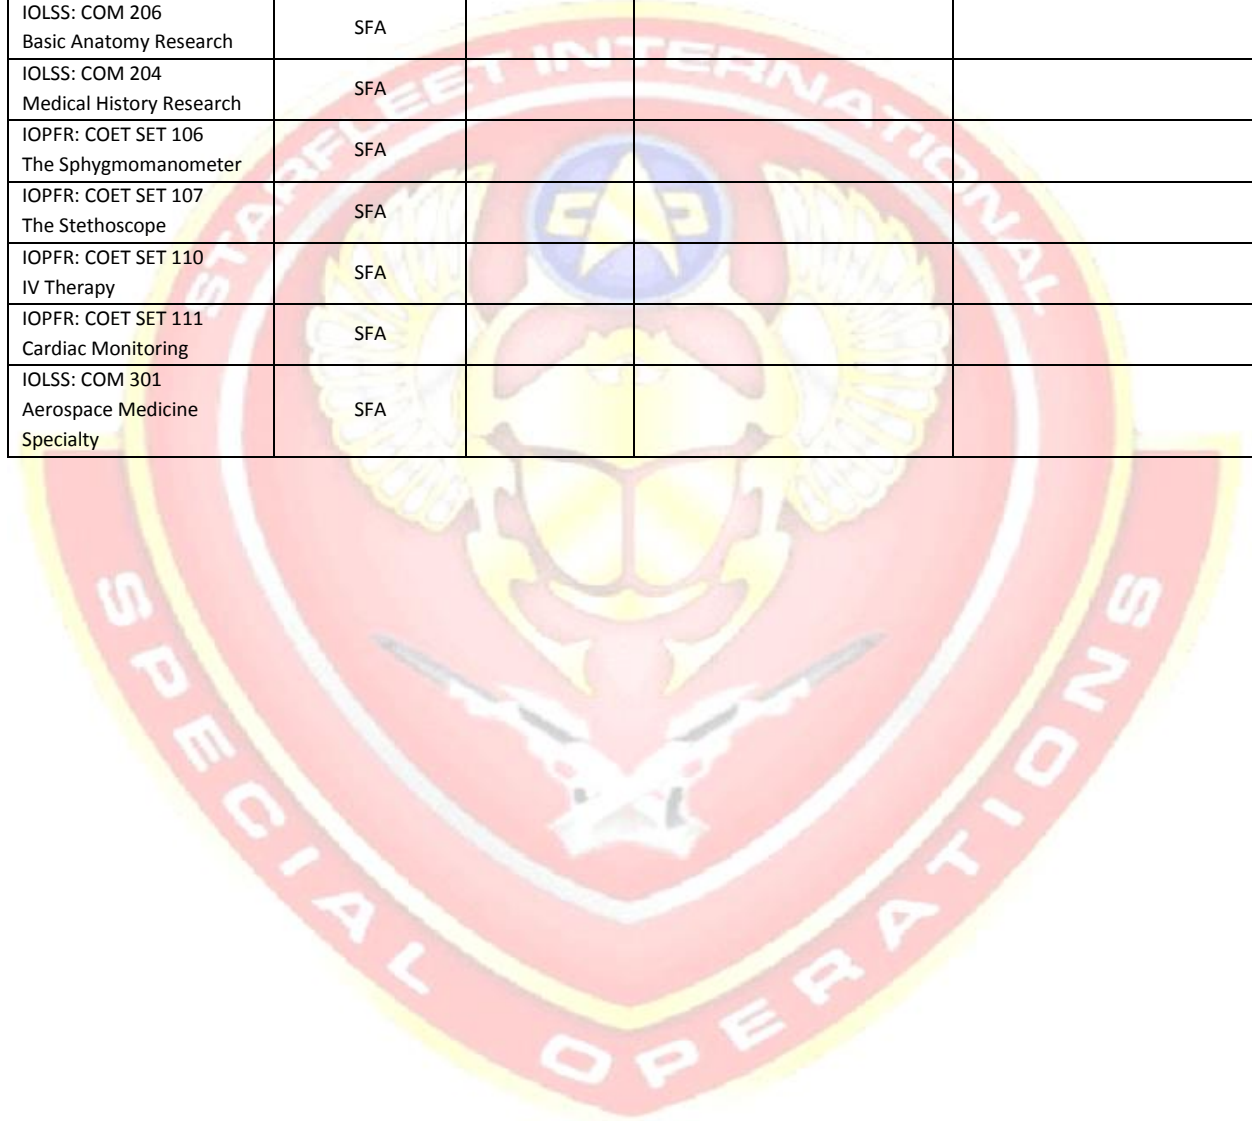 IOLSS: COM 206
Basic Anatomy Research
SFA
IOLSS: COM 204
Medical History Research
SFA
IOPFR: COET SET 106
The Sphygmomanometer
SFA
IOPFR: COET SET 107
The Stethoscope
SFA
IOPFR: COET SET 110
IV Therapy
SFA
IOPFR: COET SET 111
Cardiac Monitoring
SFA
IOLSS: COM 301
Aerospace Medicine
Specialty
SFA
STARFLEET INTERNATIONAL
SPECIAL OPERATIONS